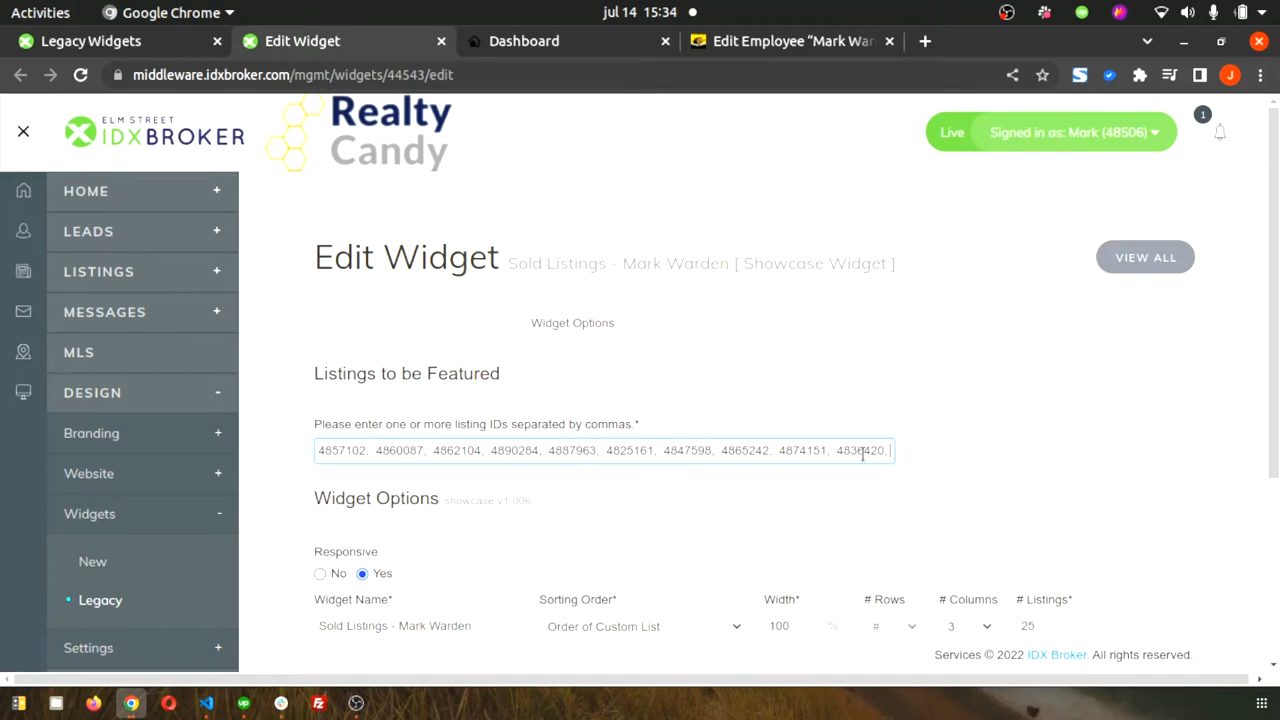 Activities
Google Chrome
jul 14 15:34
Legacy Widgets
Edit Widget
Dashboard
Edit Employee "Mark War
middleware.idxbroker.com/mgmt/widgets/44543/edit
J
ELM STREET
IDXBROKER
Realty
Candy
Live
Signed in as: Mark (48506)
1
HOME +
LEADS +
LISTINGS +
MESSAGES +
MLS
DESIGN -
Branding +
Website +
Widgets -
New
Legacy
Settings +
Edit Widget Sold Listings - Mark Warden [ Showcase Widget ]
VIEW ALL
Widget Options
Listings to be Featured
Please enter one or more listing IDs separated by commas.*
4857102, 4860087, 4862104, 4890284, 4887963, 4825161, 4847598, 4865242, 4874151, 4836420,
Widget Options showcase v1.006
Responsive
No Yes
Widget Name* Sorting Order* Width* # Rows # Columns # Listings*
Sold Listings - Mark Warden Order of Custom List 100 % # 3 25
Services © 2022 IDX Broker. All rights reserved.